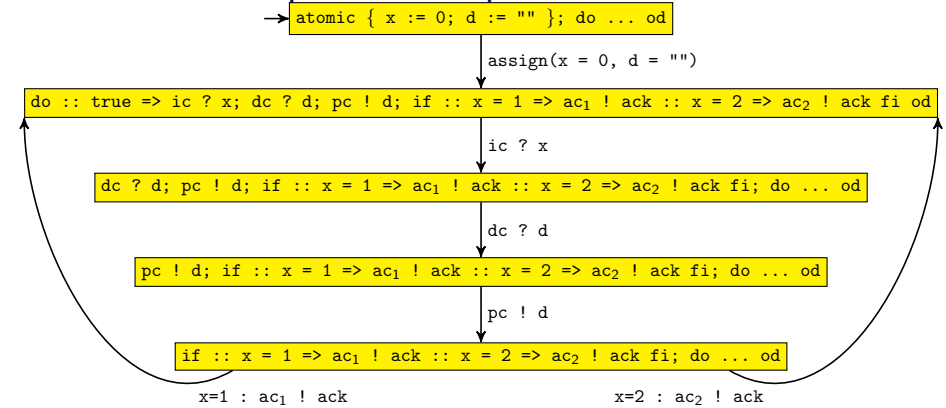 atomic { x := 0; d := "" }; do ... od
assign(x = 0, d = "")
do :: true => ic ? x; dc ? d; pc ! d; if :: x = 1 => ac₁ ! ack :: x = 2 => ac₂ ! ack fi od
ic ? x
dc ? d; pc ! d; if :: x = 1 => ac₁ ! ack :: x = 2 => ac₂ ! ack fi; do ... od
dc ? d
pc ! d; if :: x = 1 => ac₁ ! ack :: x = 2 => ac₂ ! ack fi; do ... od
pc ! d
if :: x = 1 => ac₁ ! ack :: x = 2 => ac₂ ! ack fi; do ... od
x=1 : ac₁ ! ack
x=2 : ac₂ ! ack